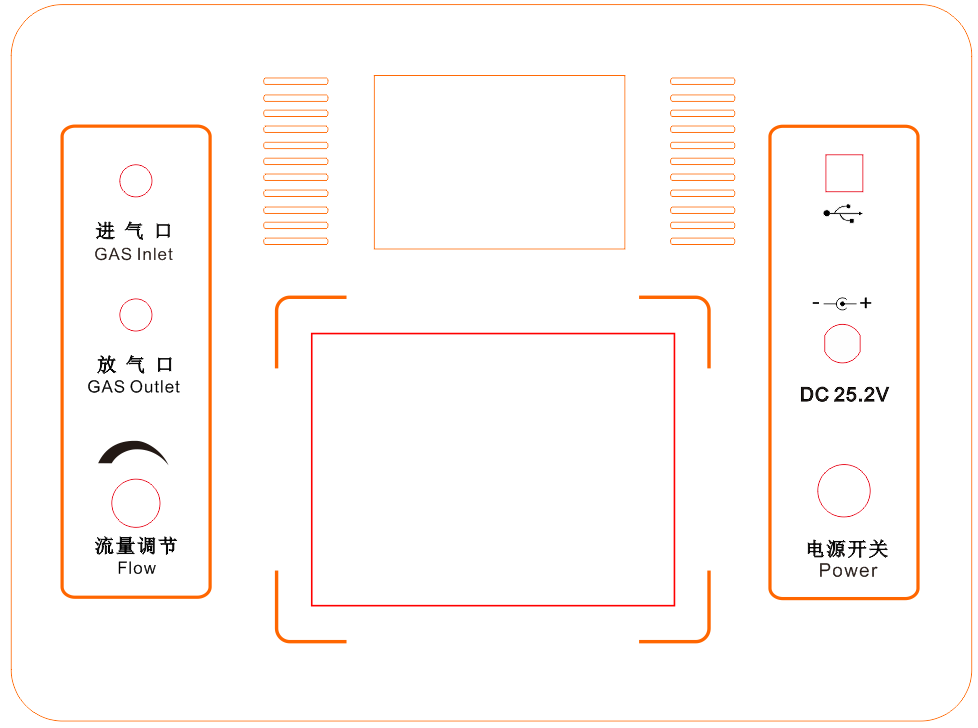 进气口
GAS Inlet
放气口
GAS Outlet
流量调节
Flow
- +
DC 25.2V
电源开关
Power